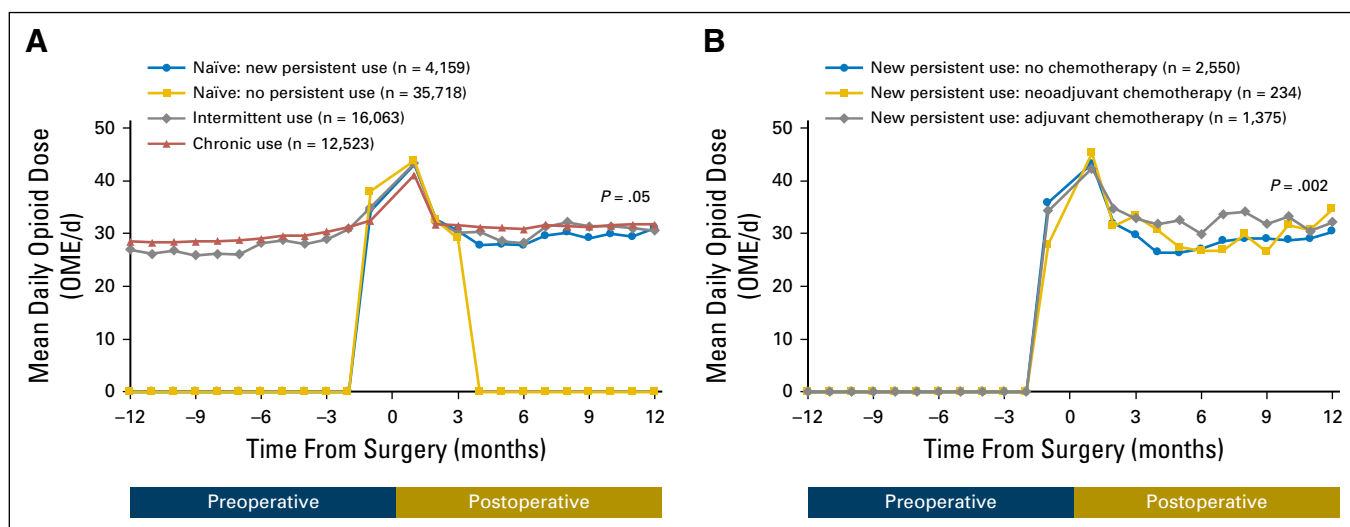 A
Naïve: new persistent use (n = 4,159)
Naïve: no persistent use (n = 35,718)
Intermittent use (n = 16,063)
Chronic use (n = 12,523)
Mean Daily Opioid Dose
(OME/d)
50
40
30
20
10
0
P = .05
–12 –9 –6 –3 0 3 6 9 12
Time From Surgery (months)
Preoperative Postoperative
B
New persistent use: no chemotherapy (n = 2,550)
New persistent use: neoadjuvant chemotherapy (n = 234)
New persistent use: adjuvant chemotherapy (n = 1,375)
Mean Daily Opioid Dose
(OME/d)
50
40
30
20
10
0
P = .002
–12 –9 –6 –3 0 3 6 9 12
Time From Surgery (months)
Preoperative Postoperative